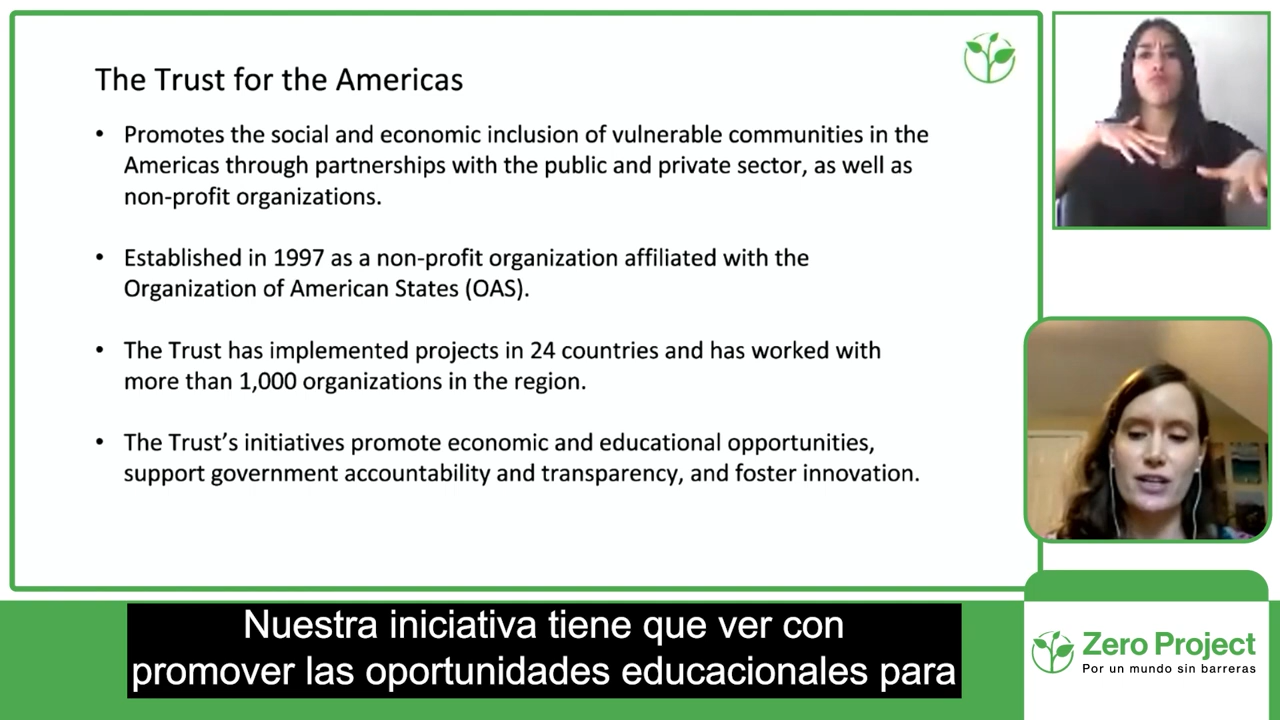 The Trust for the Americas
• Promotes the social and economic inclusion of vulnerable communities in the
Americas through partnerships with the public and private sector, as well as
non-profit organizations.
• Established in 1997 as a non-profit organization affiliated with the
Organization of American States (OAS).
• The Trust has implemented projects in 24 countries and has worked with
more than 1,000 organizations in the region.
• The Trust’s initiatives promote economic and educational opportunities,
support government accountability and transparency, and foster innovation.
Nuestra iniciativa tiene que ver con
promover las oportunidades educacionales para
Zero Project
Por un mundo sin barreras